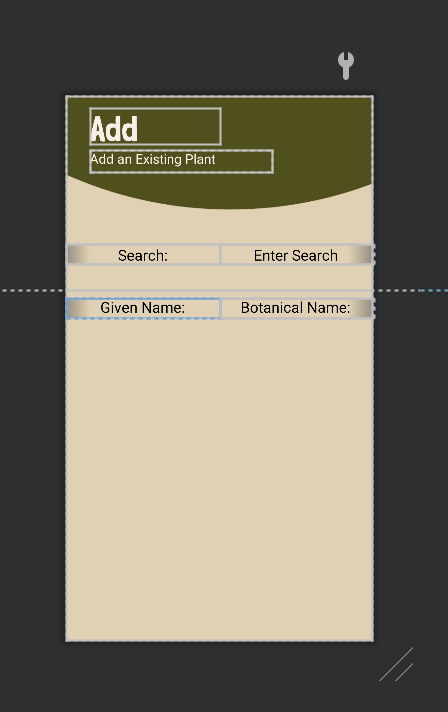 Add
Add an Existing Plant
Search: Enter Search
Given Name: Botanical Name: